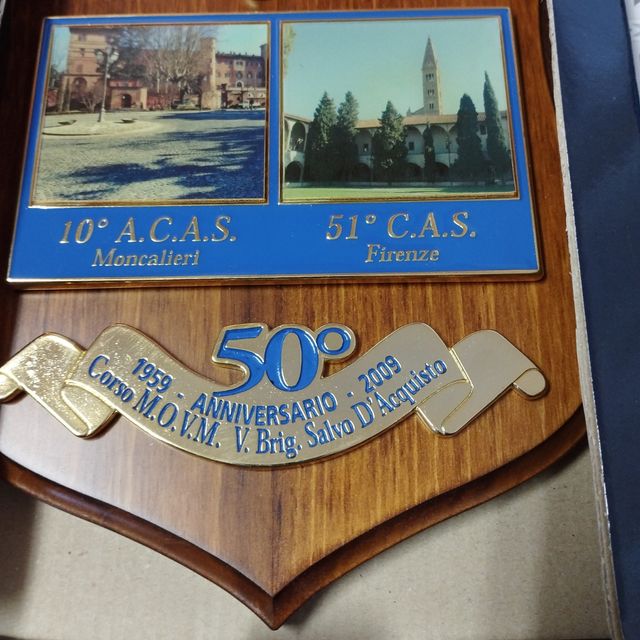 10° A.C.A.S.
Moncalieri
51° C.A.S.
Firenze
50°
1959 - ANNIVERSARIO - 2009
Corso M.O.V.M. V. Brig. Salvo D'Acquisto